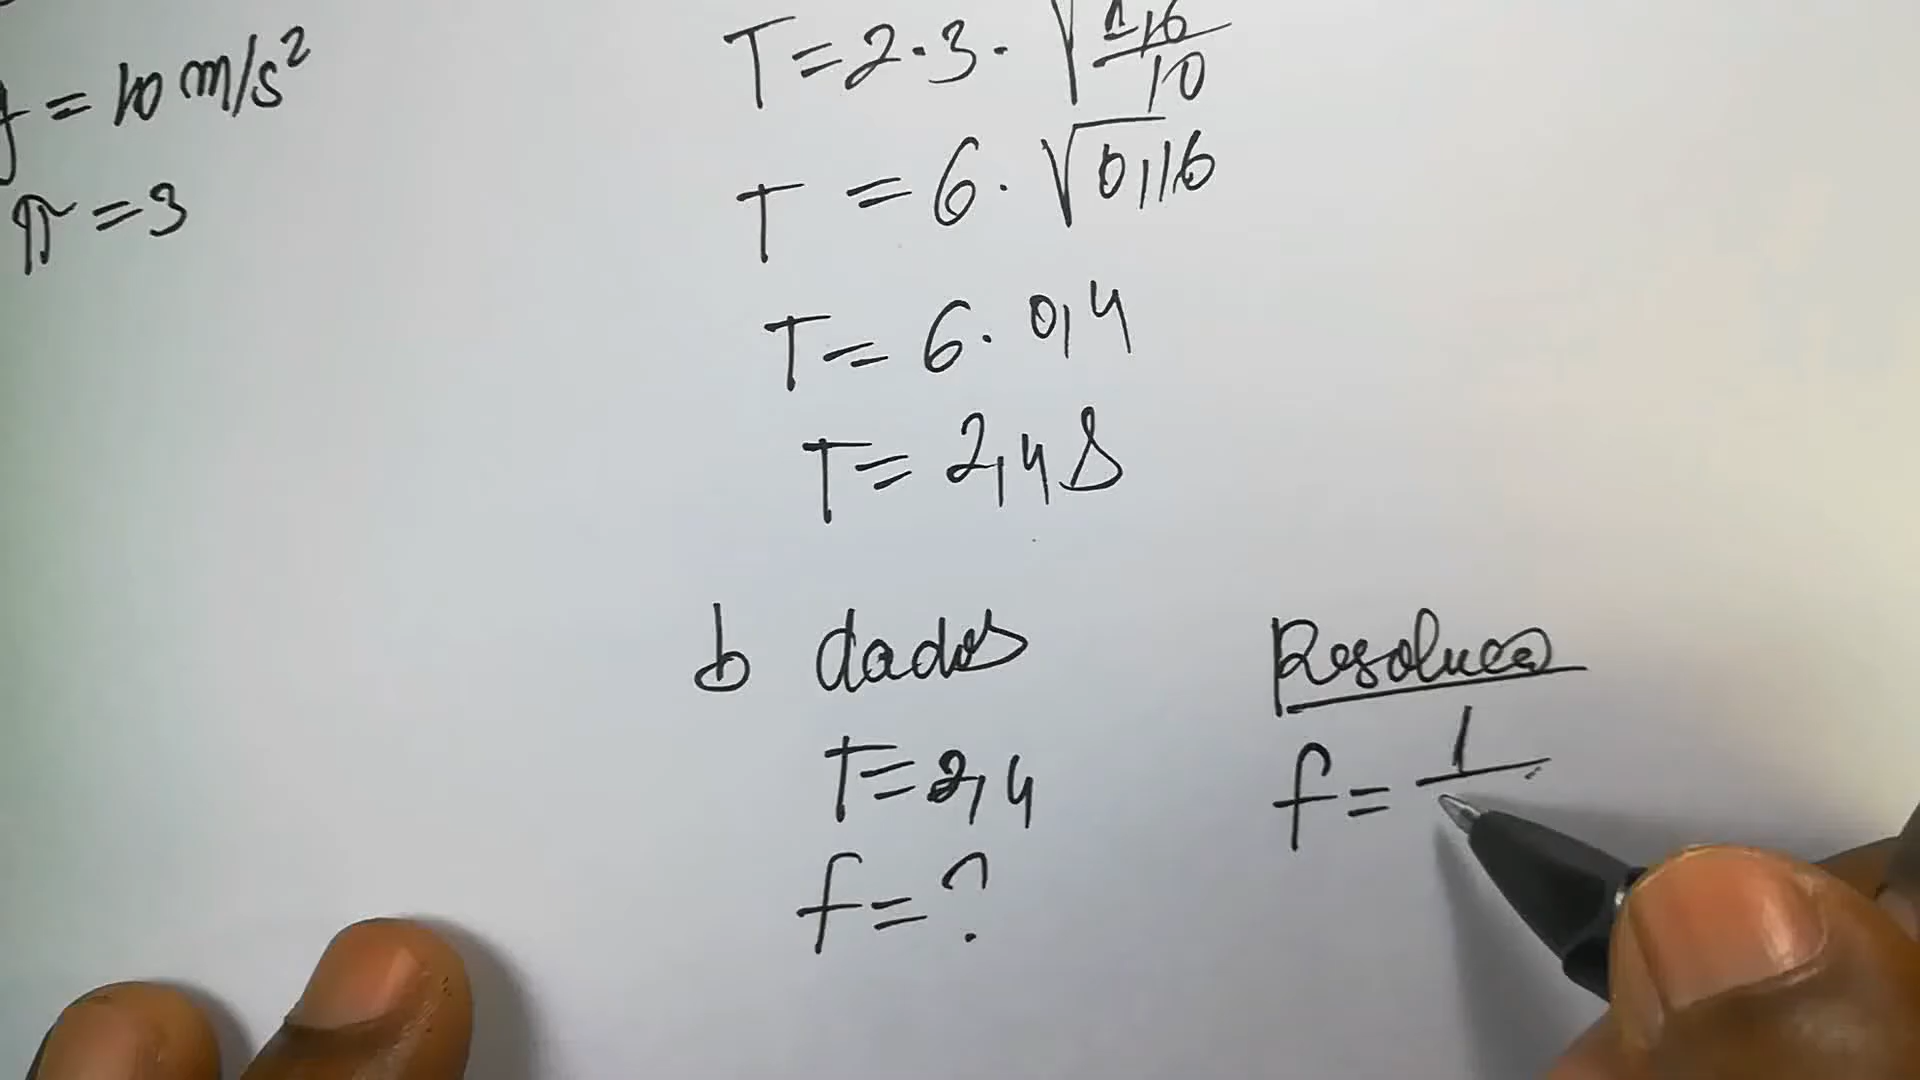 g = 10 m/s²
π = 3
T = 2 · 3 · √1,6/10
T = 6 · √0,16
T = 6 · 0,4
T = 2,4 s
b dados
T = 2,4
f = ?
Resolucao
f = 1/